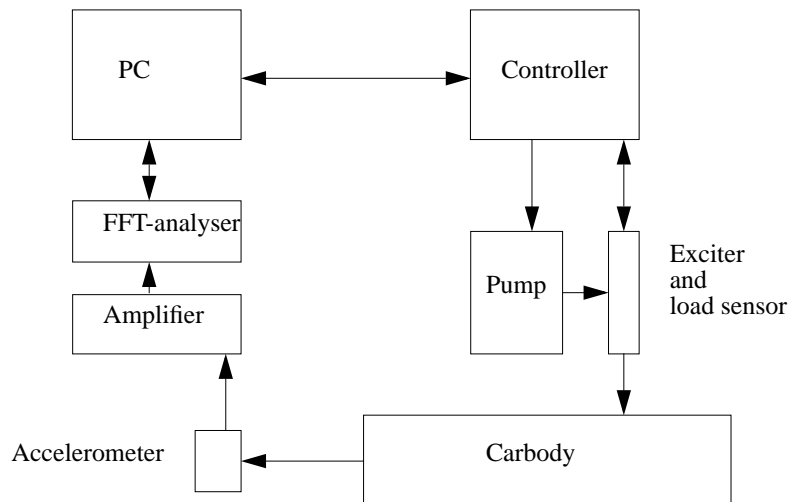 PC
Controller
FFT-analyser
Pump
Exciter
and
load sensor
Amplifier
Accelerometer
Carbody